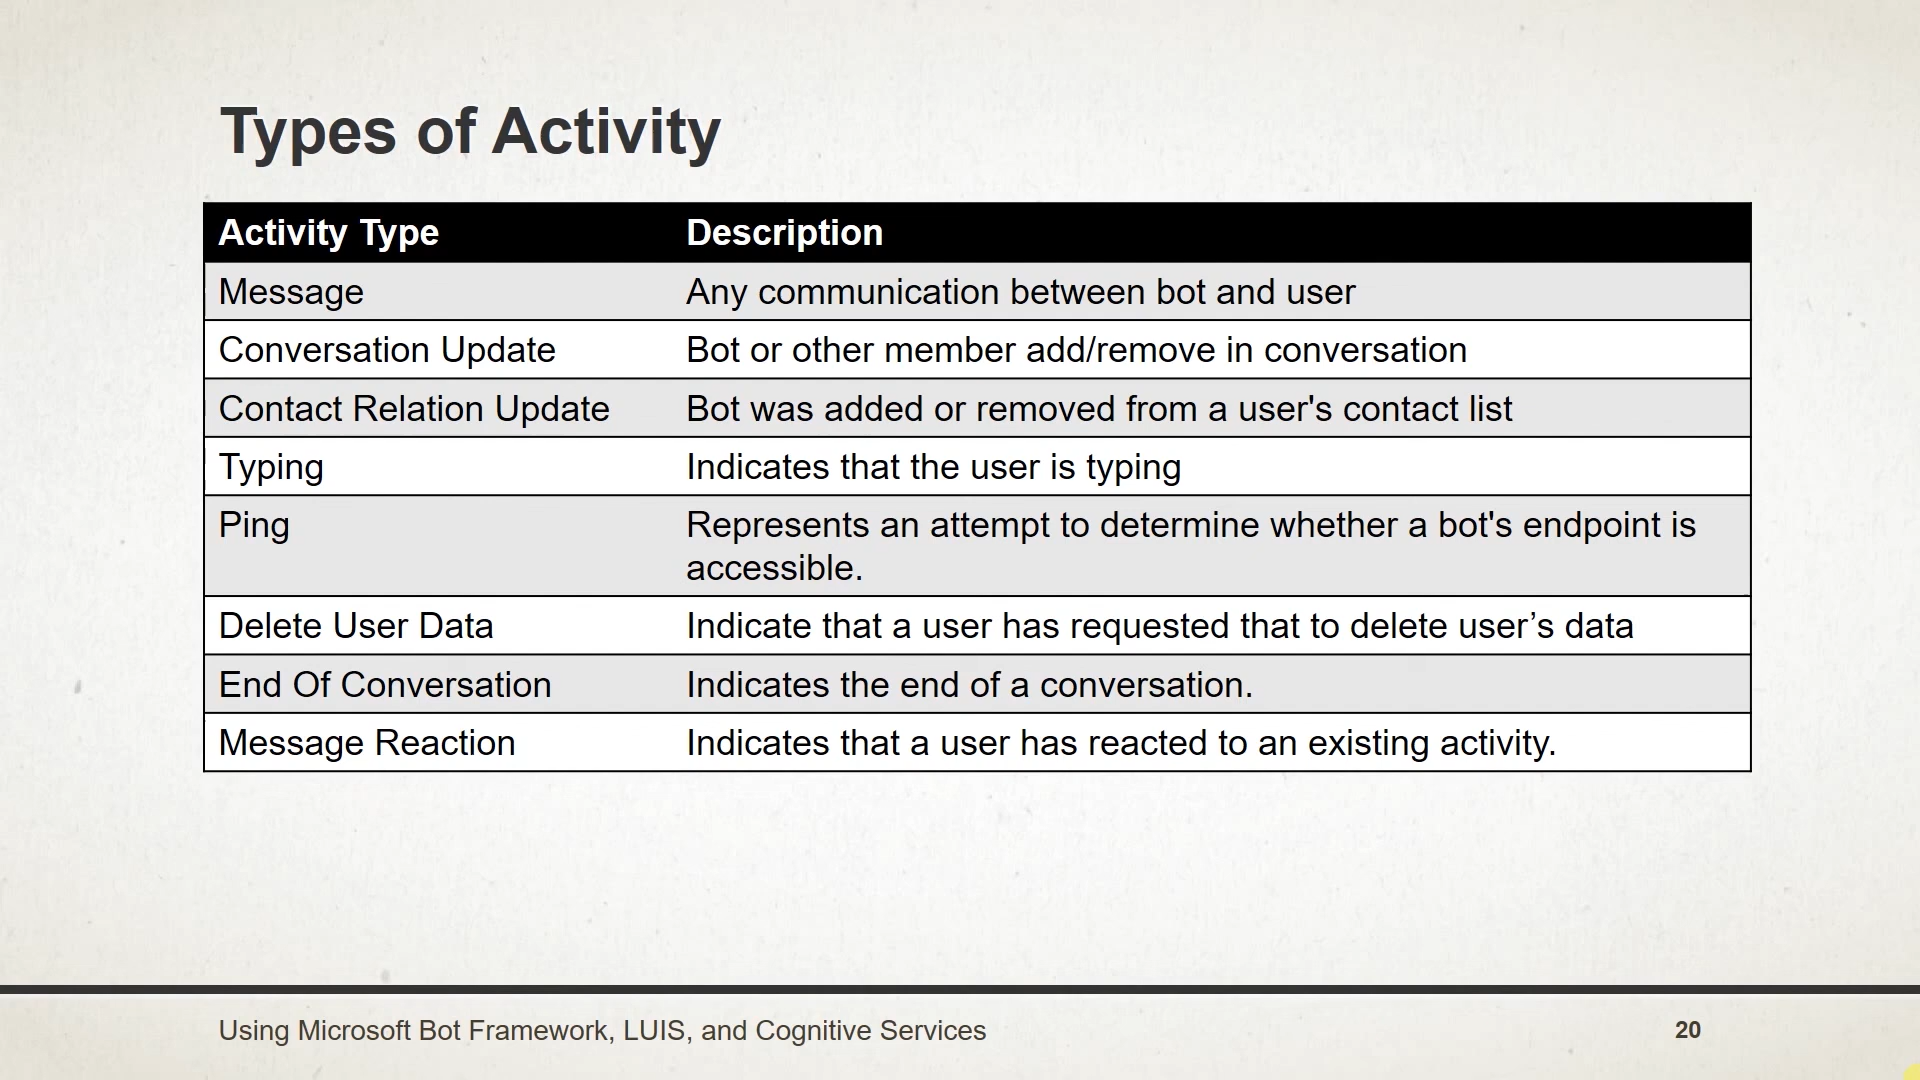 Types of Activity
Activity Type Description
Message Any communication between bot and user
Conversation Update Bot or other member add/remove in conversation
Contact Relation Update Bot was added or removed from a user's contact list
Typing Indicates that the user is typing
Ping Represents an attempt to determine whether a bot's endpoint is
accessible.
Delete User Data Indicate that a user has requested that to delete user’s data
End Of Conversation Indicates the end of a conversation.
Message Reaction Indicates that a user has reacted to an existing activity.
Using Microsoft Bot Framework, LUIS, and Cognitive Services 20